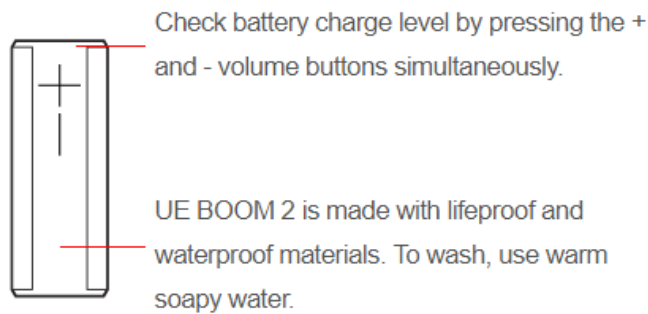 Check battery charge level by pressing the +
and - volume buttons simultaneously.
UE BOOM 2 is made with lifeproof and
waterproof materials. To wash, use warm
soapy water.